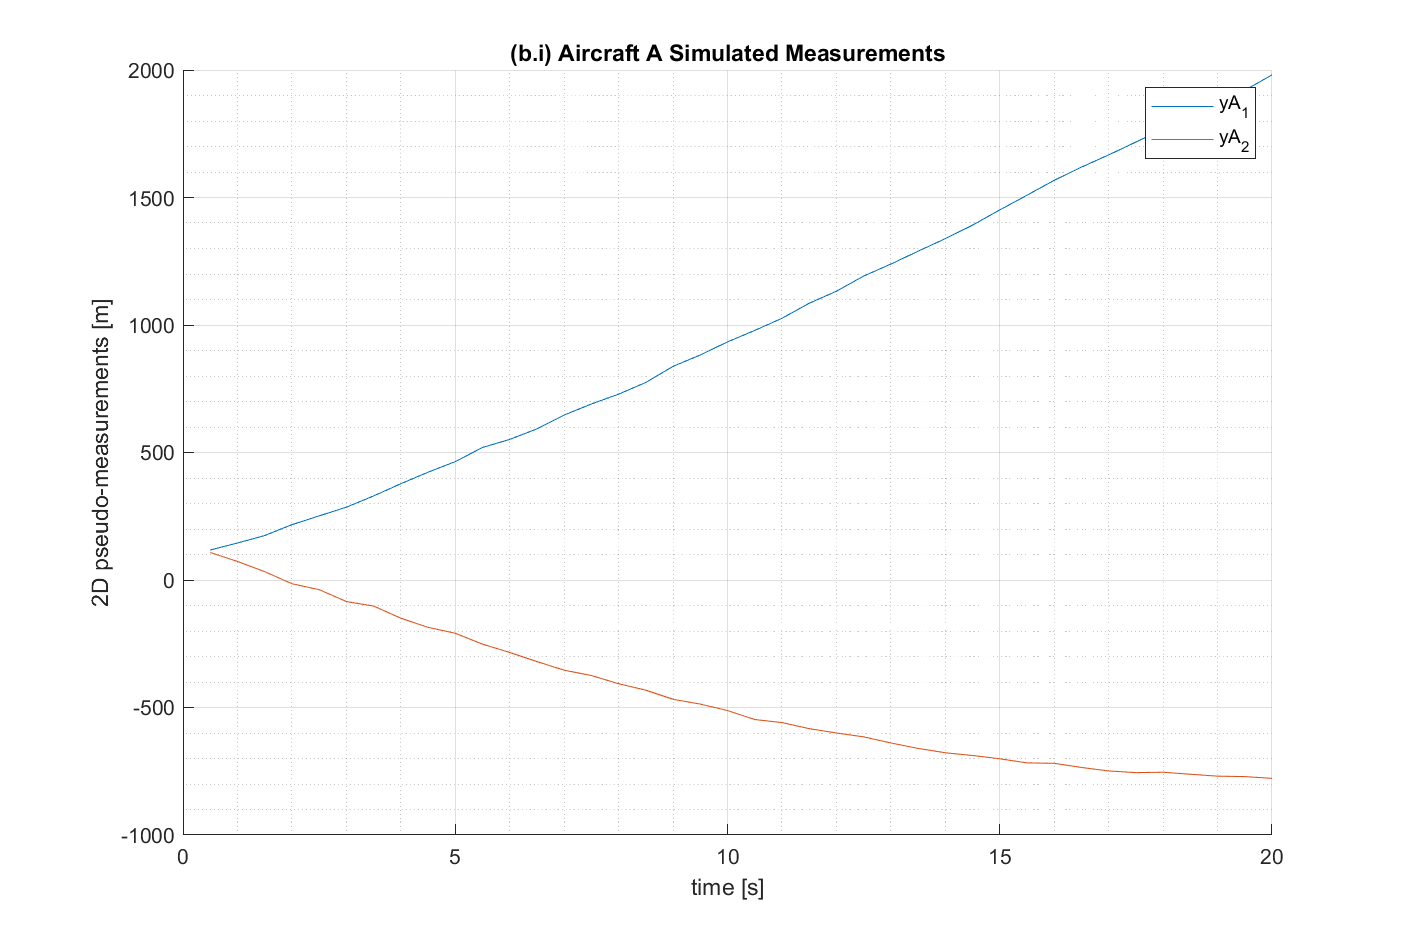 (b.i) Aircraft A Simulated Measurements
2000
1500
1000
500
0
-500
-1000
2D pseudo-measurements [m]
yA1
yA2
0 5 10 15 20
time [s]